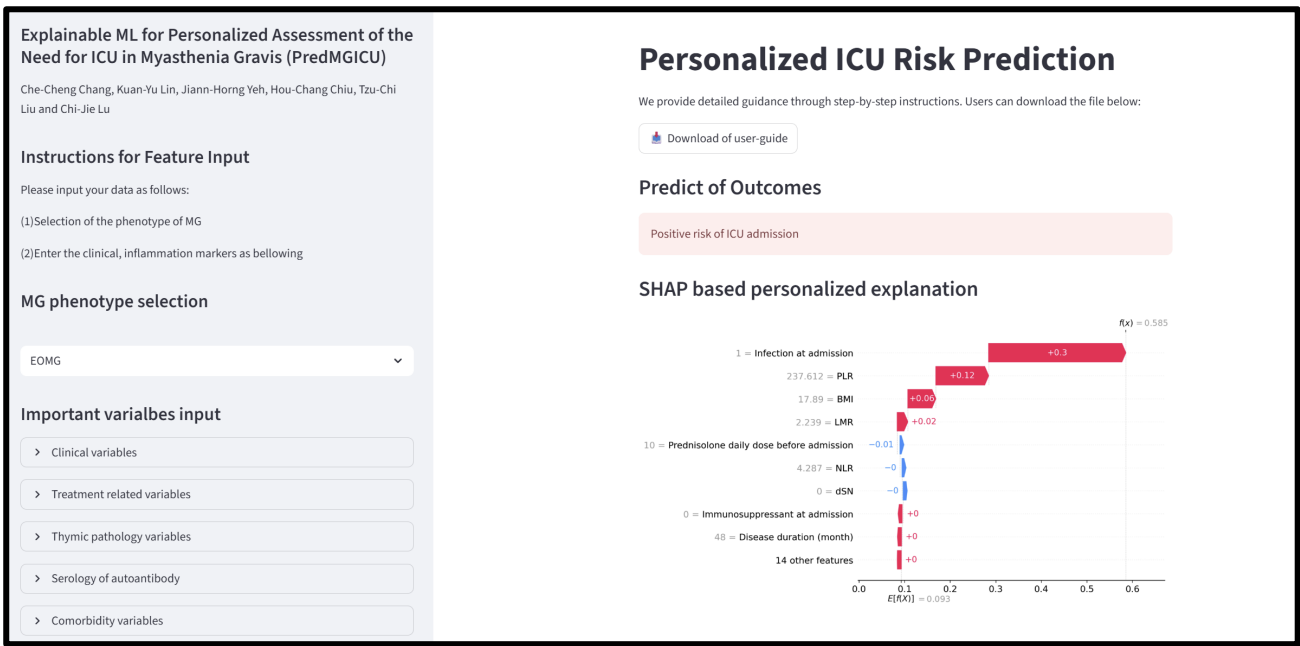 Explainable ML for Personalized Assessment of the
Need for ICU in Myasthenia Gravis (PredMGICU)
Che-Cheng Chang, Kuan-Yu Lin, Jiann-Horng Yeh, Hou-Chang Chiu, Tzu-Chi
Liu and Chi-Jie Lu
Instructions for Feature Input
Please input your data as follows:
(1)Selection of the phenotype of MG
(2)Enter the clinical, inflammation markers as bellowing
MG phenotype selection
EOMG
Important varialbes input
Clinical variables
Treatment related variables
Thymic pathology variables
Serology of autoantibody
Comorbidity variables
Personalized ICU Risk Prediction
We provide detailed guidance through step-by-step instructions. Users can download the file below:
Download of user-guide
Predict of Outcomes
Positive risk of ICU admission
SHAP based personalized explanation
f(x) = 0.585
1 = Infection at admission +0.3
237.612 = PLR +0.12
17.89 = BMI +0.06
2.239 = LMR +0.02
10 = Prednisolone daily dose before admission −0.01
4.287 = NLR −0
0 = dSN −0
0 = Immunosuppressant at admission +0
48 = Disease duration (month) +0
14 other features +0
0.0 0.1 0.2 0.3 0.4 0.5 0.6
E[f(X)] = 0.093